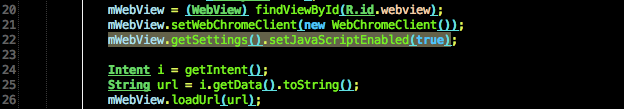 20 mWebView = (WebView) findViewById(R.id.webview);
21 mWebView.setWebChromeClient(new WebChromeClient());
22 mWebView.getSettings().setJavaScriptEnabled(true);
23
24 Intent i = getIntent();
25 String url = i.getData().toString();
26 mWebView.loadUrl(url);